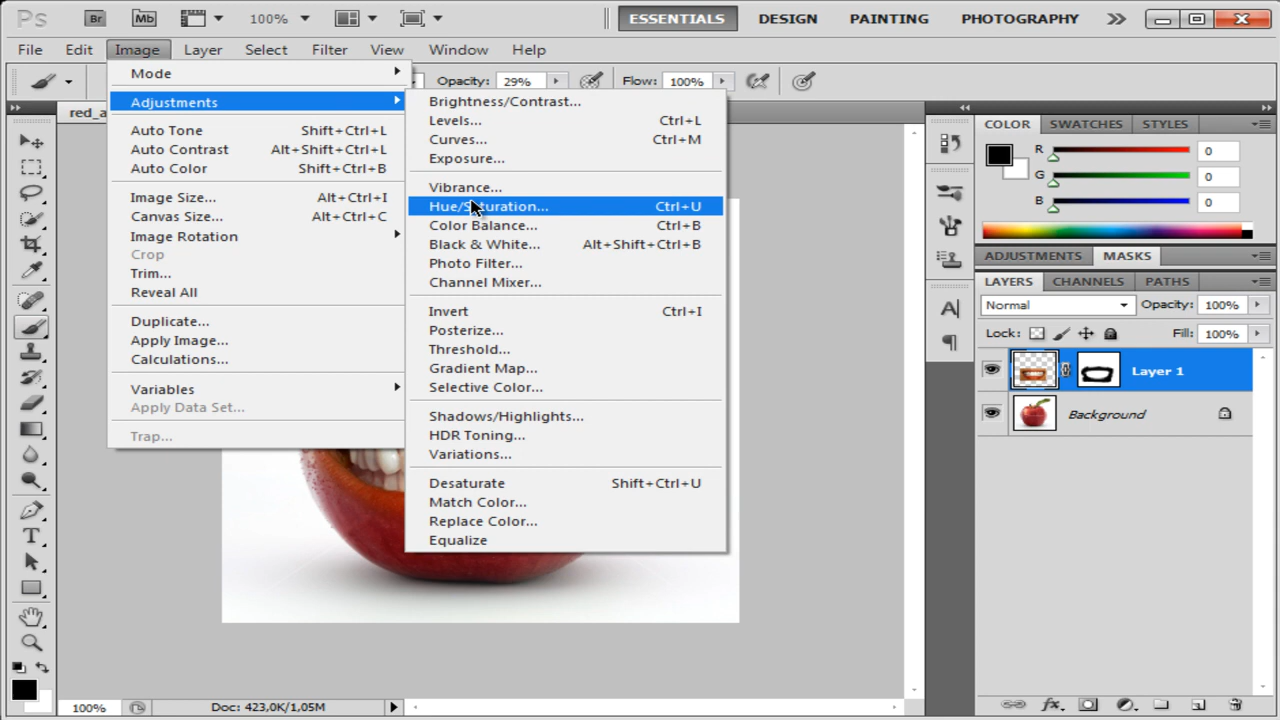 Ps Br Mb 100% ESSENTIALS DESIGN PAINTING PHOTOGRAPHY
File Edit Image Layer Select Filter View Window Help
Opacity: 29% Flow: 100%
red_a
Mode
Adjustments
Auto Tone Shift+Ctrl+L
Auto Contrast Alt+Shift+Ctrl+L
Auto Color Shift+Ctrl+B
Image Size... Alt+Ctrl+I
Canvas Size... Alt+Ctrl+C
Image Rotation
Crop
Trim...
Reveal All
Duplicate...
Apply Image...
Calculations...
Variables
Apply Data Set...
Trap...
Brightness/Contrast...
Levels... Ctrl+L
Curves... Ctrl+M
Exposure...
Vibrance...
Hue/Saturation... Ctrl+U
Color Balance... Ctrl+B
Black & White... Alt+Shift+Ctrl+B
Photo Filter...
Channel Mixer...
Invert Ctrl+I
Posterize...
Threshold...
Gradient Map...
Selective Color...
Shadows/Highlights...
HDR Toning...
Variations...
Desaturate Shift+Ctrl+U
Match Color...
Replace Color...
Equalize
COLOR SWATCHES STYLES
R 0
G 0
B 0
ADJUSTMENTS MASKS
LAYERS CHANNELS PATHS
Normal Opacity: 100%
Lock: Fill: 100%
Layer 1
Background
T
A
fx
100% Doc: 423,0K/1,05M